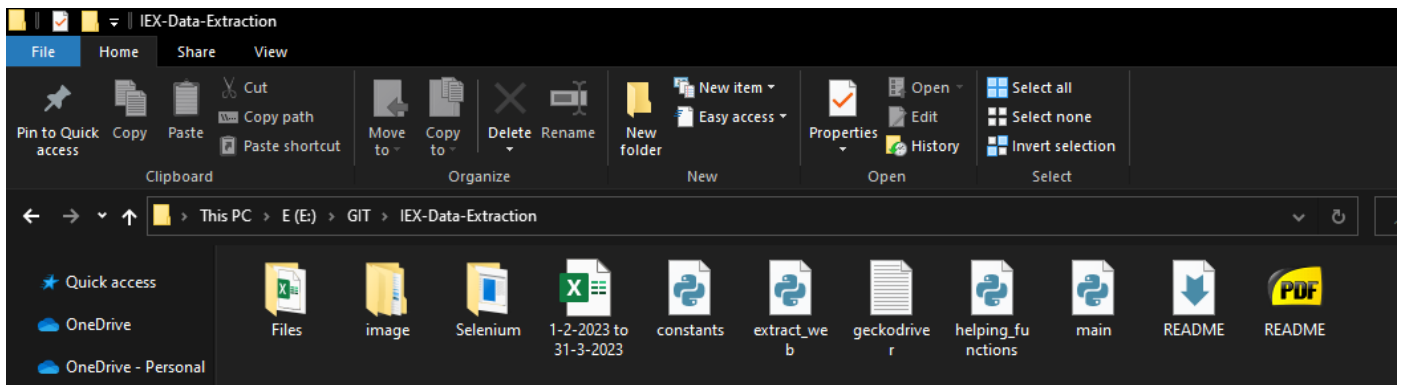 IEX-Data-Extraction
File Home Share View
Pin to Quick access
Copy
Paste
Cut
Copy path
Paste shortcut
Clipboard
Move to
Copy to
Delete
Rename
Organize
New folder
New item
Easy access
New
Properties
Open
Edit
History
Open
Select all
Select none
Invert selection
Select
This PC > E (E:) > GIT > IEX-Data-Extraction
Quick access
OneDrive
OneDrive - Personal
Files
image
Selenium
1-2-2023 to
31-3-2023
constants
extract_we
b
geckodrive
r
helping_fu
nctions
main
README
PDF
README